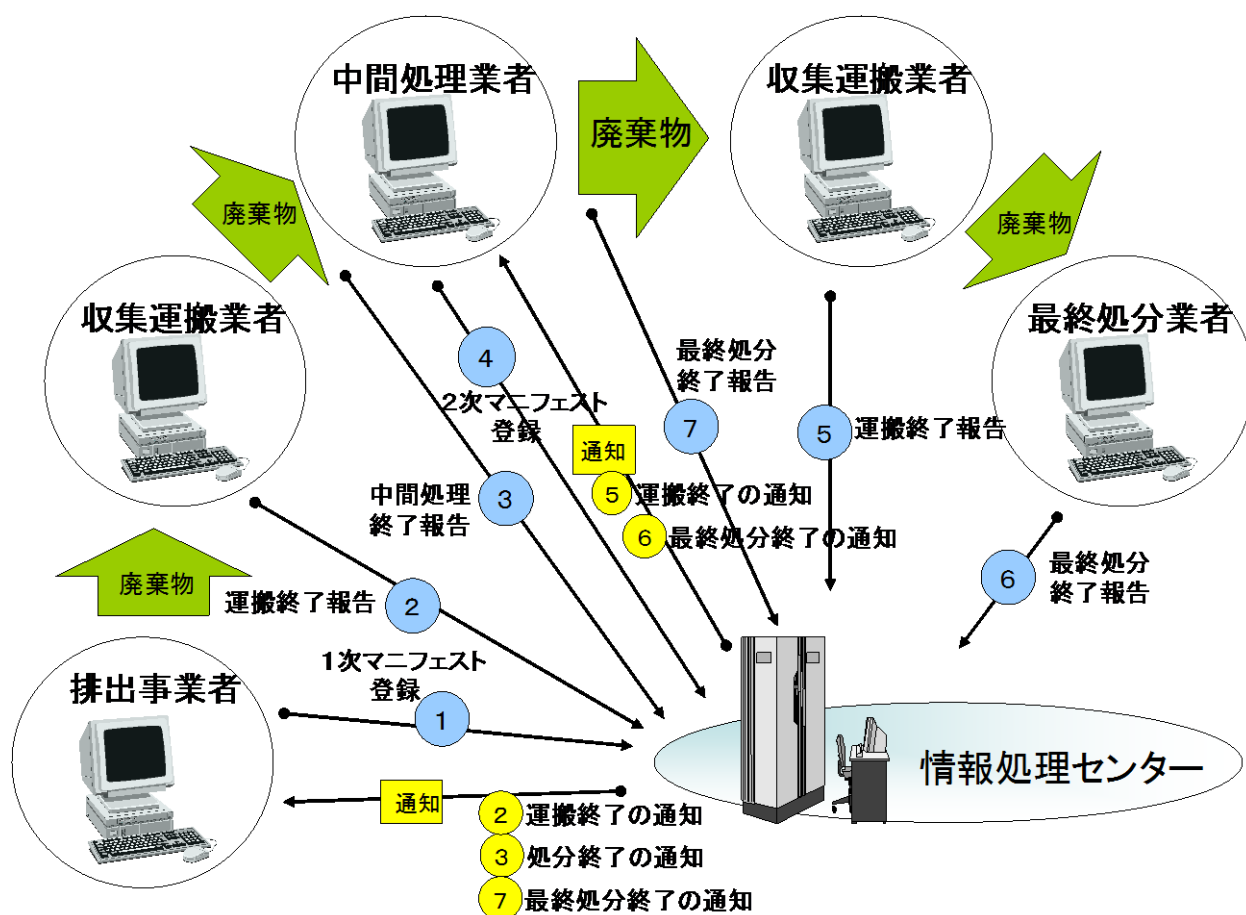 中間処理業者
収集運搬業者
廃棄物
廃棄物
廃棄物
収集運搬業者
最終処分業者
最終処分
終了報告
4
2次マニフェスト
登録
7
5
運搬終了報告
通知
中間処理
終了報告
3
5
運搬終了の通知
6
最終処分終了の通知
最終処分
終了報告
6
廃棄物
運搬終了報告
2
1次マニフェスト
登録
1
排出事業者
情報処理センター
通知
2
運搬終了の通知
3
処分終了の通知
7
最終処分終了の通知